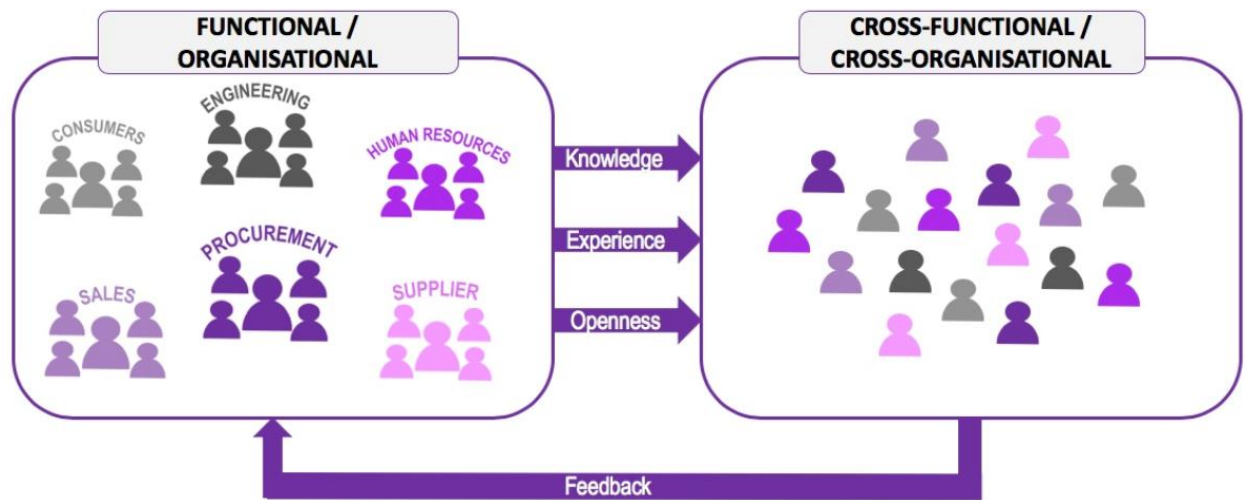 FUNCTIONAL /
ORGANISATIONAL
CROSS-FUNCTIONAL /
CROSS-ORGANISATIONAL
CONSUMERS
ENGINEERING
HUMAN RESOURCES
PROCUREMENT
SALES
SUPPLIER
Knowledge
Experience
Openness
Feedback